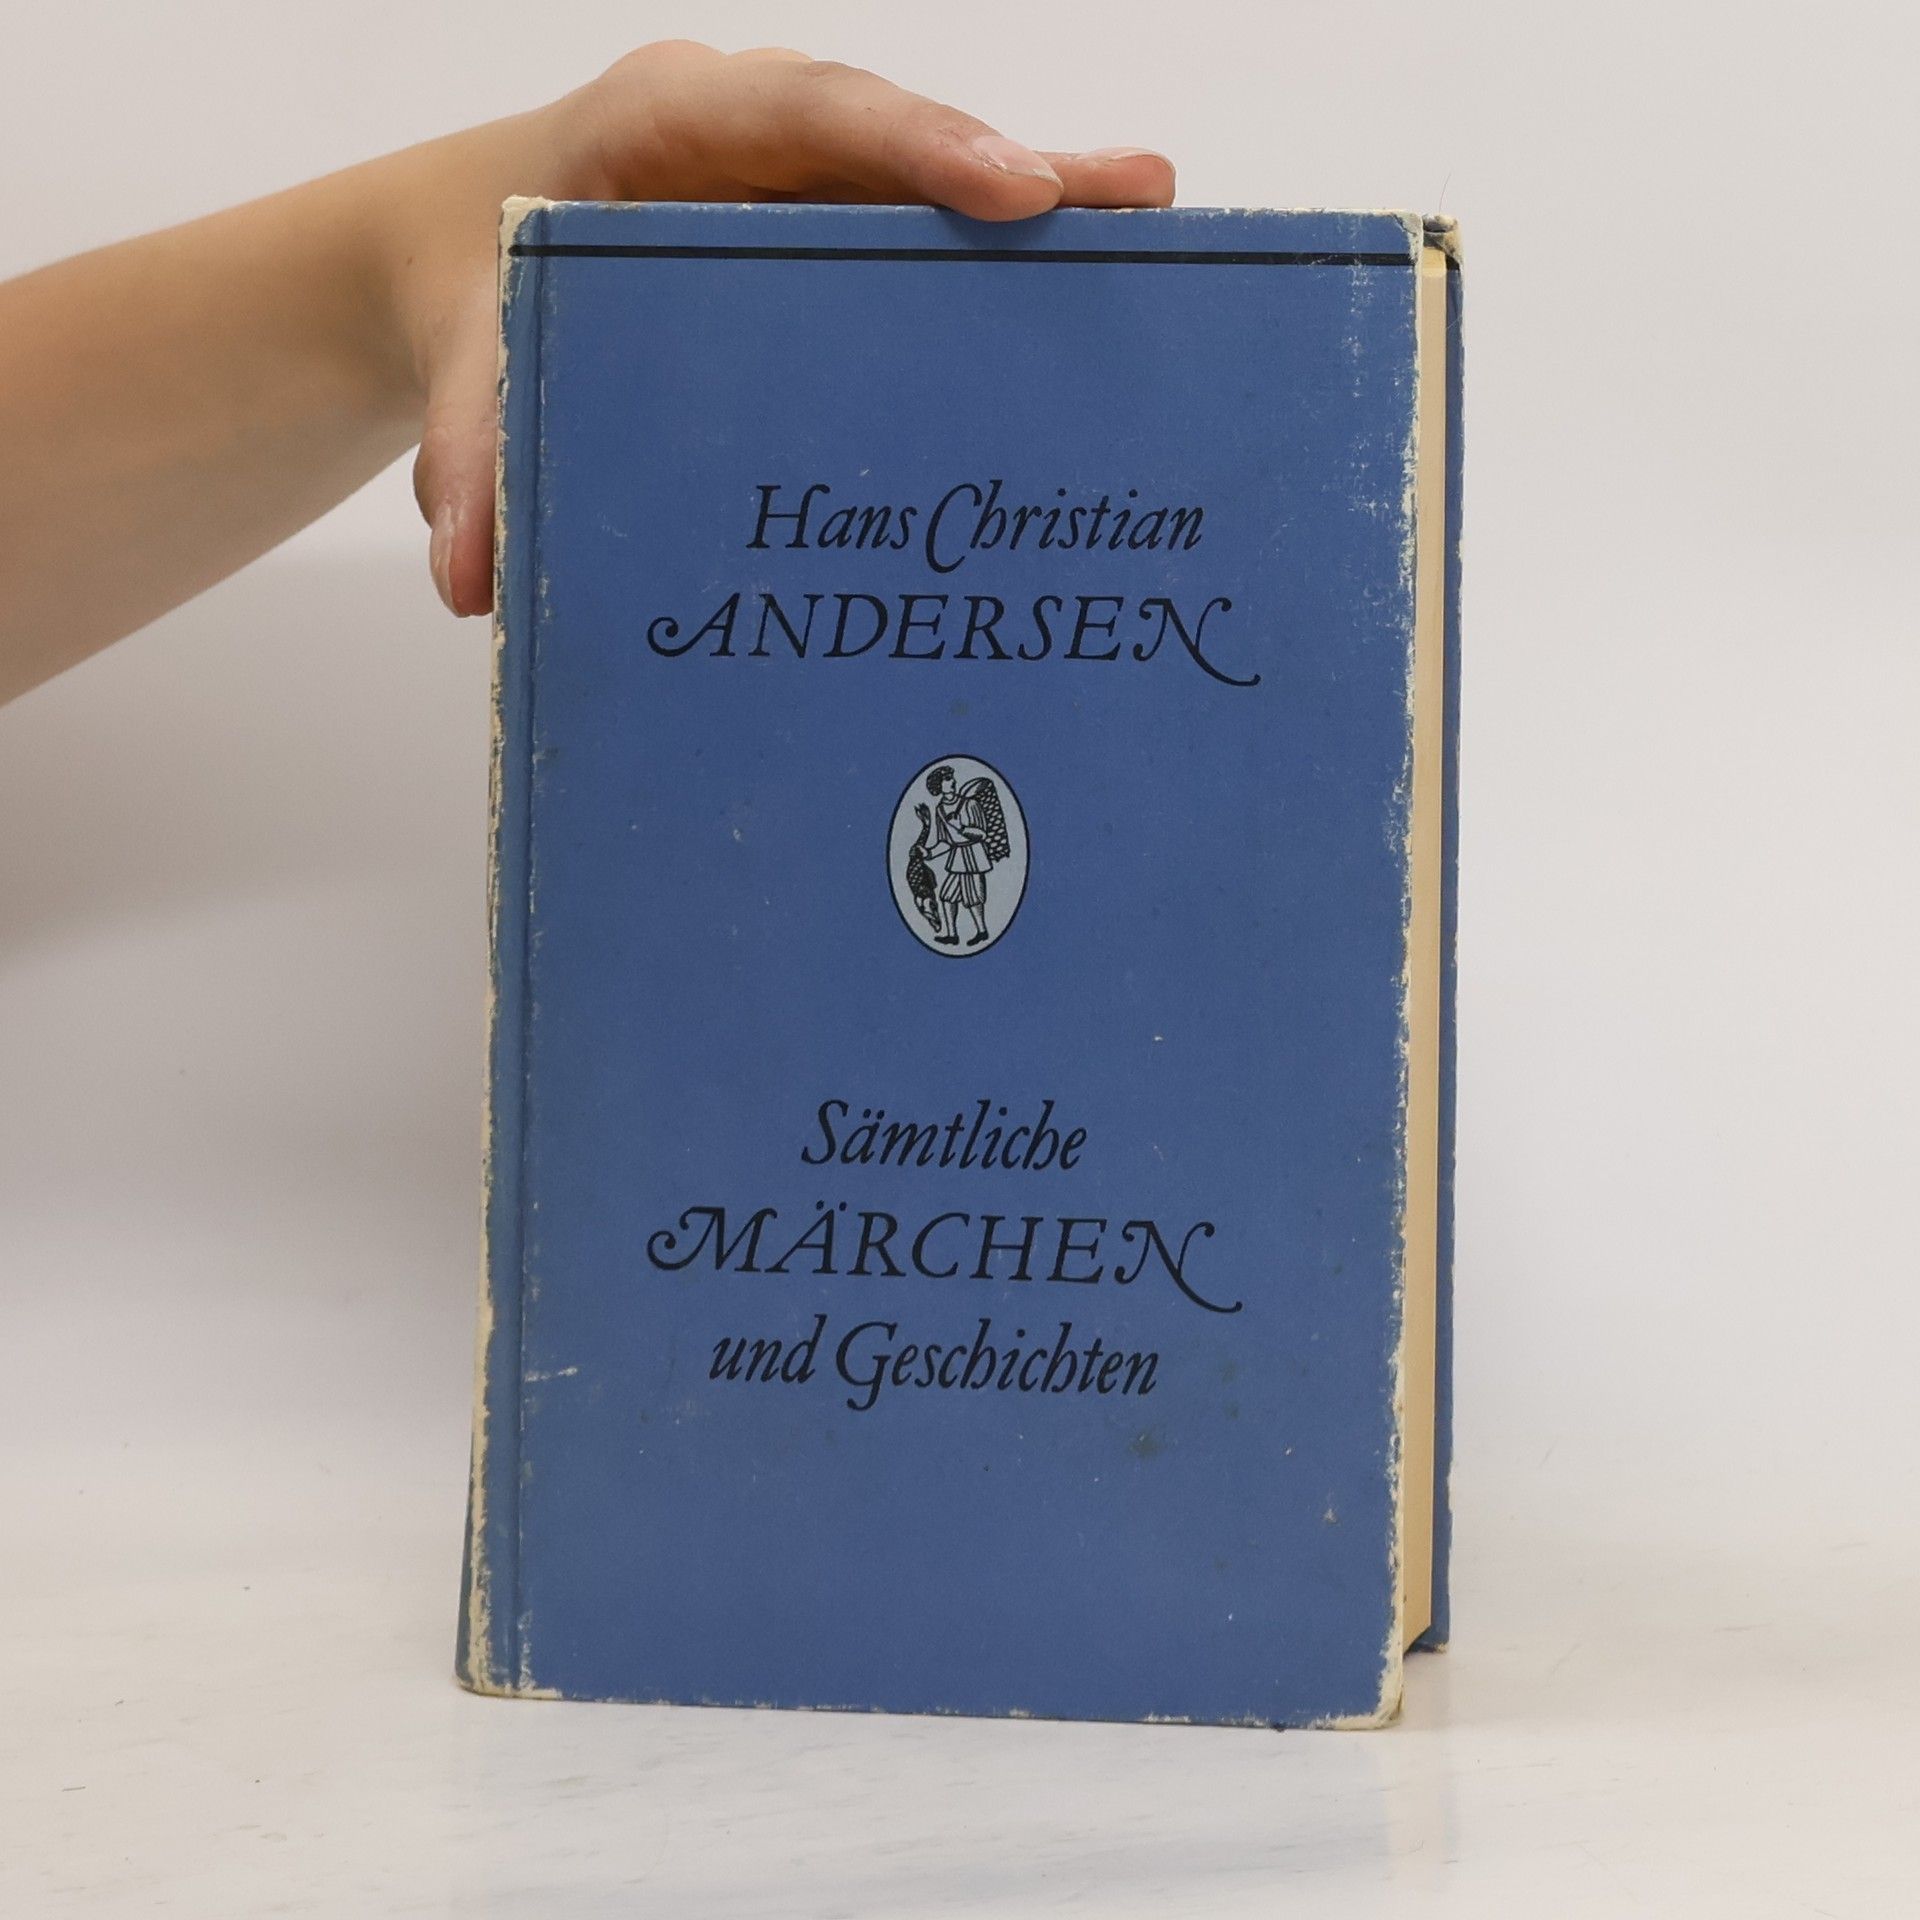 Hans Christian
ANDERSEN
Sämtliche
MÄRCHEN
und Geschichten